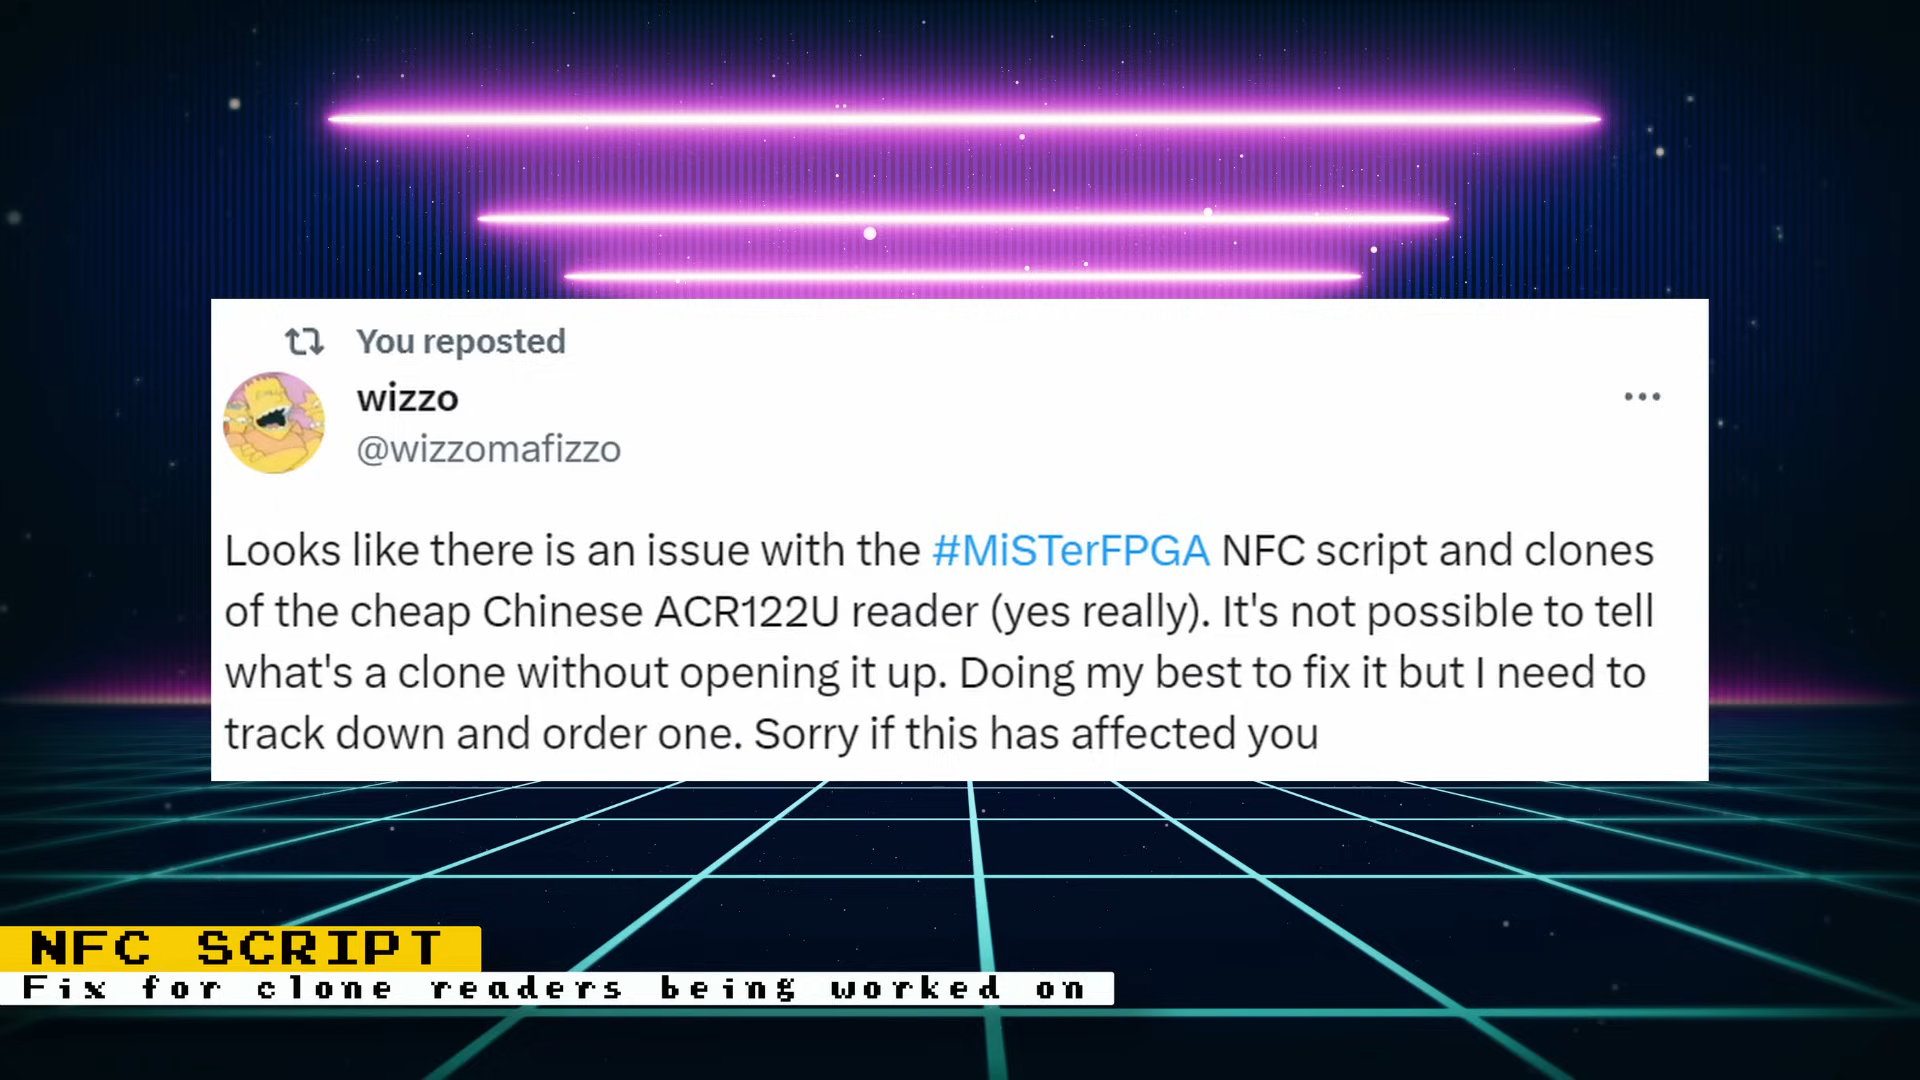 You reposted
wizzo
@wizzomafizzo
Looks like there is an issue with the #MiSTerFPGA NFC script and clones
of the cheap Chinese ACR122U reader (yes really). It's not possible to tell
what's a clone without opening it up. Doing my best to fix it but I need to
track down and order one. Sorry if this has affected you
NFC SCRIPT
Fix for clone readers being worked on